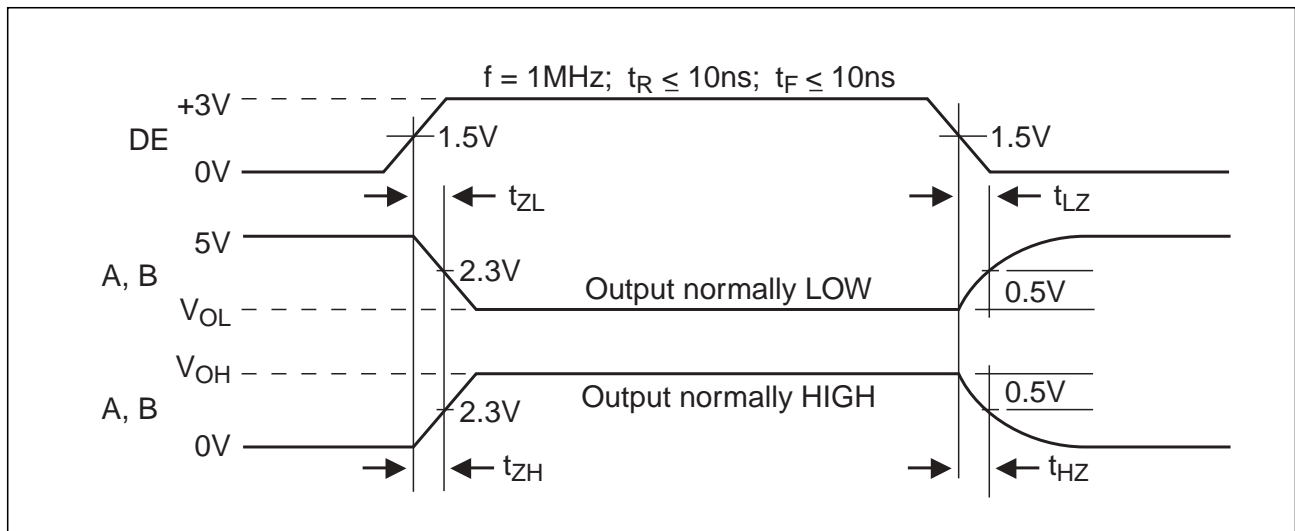 f = 1MHz; tR ≤ 10ns; tF ≤ 10ns
+3V
DE
1.5V
1.5V
0V
tZL
tLZ
5V
A, B
2.3V
Output normally LOW
0.5V
VOL
VOH
Output normally HIGH
0.5V
A, B
2.3V
0V
tZH
tHZ